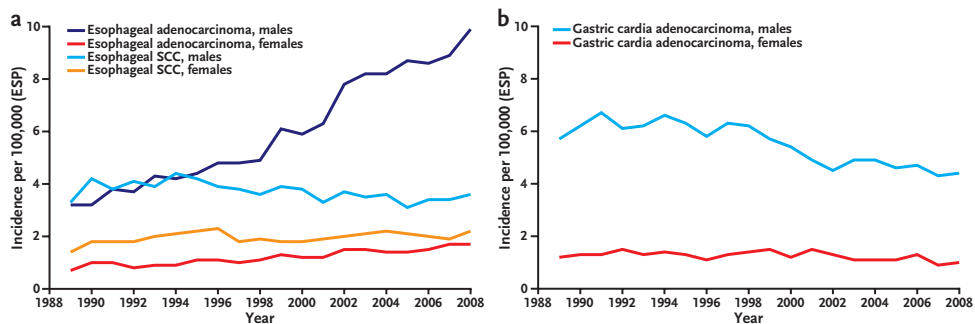 a
Esophageal adenocarcinoma, males
Esophageal adenocarcinoma, females
Esophageal SCC, males
Esophageal SCC, females
Incidence per 100,000 (ESP)
10
8
6
4
2
0
1988 1990 1992 1994 1996 1998 2000 2002 2004 2006 2008
Year
b
Gastric cardia adenocarcinoma, males
Gastric cardia adenocarcinoma, females
Incidence per 100,000 (ESP)
10
8
6
4
2
0
1988 1990 1992 1994 1996 1998 2000 2002 2004 2006 2008
Year